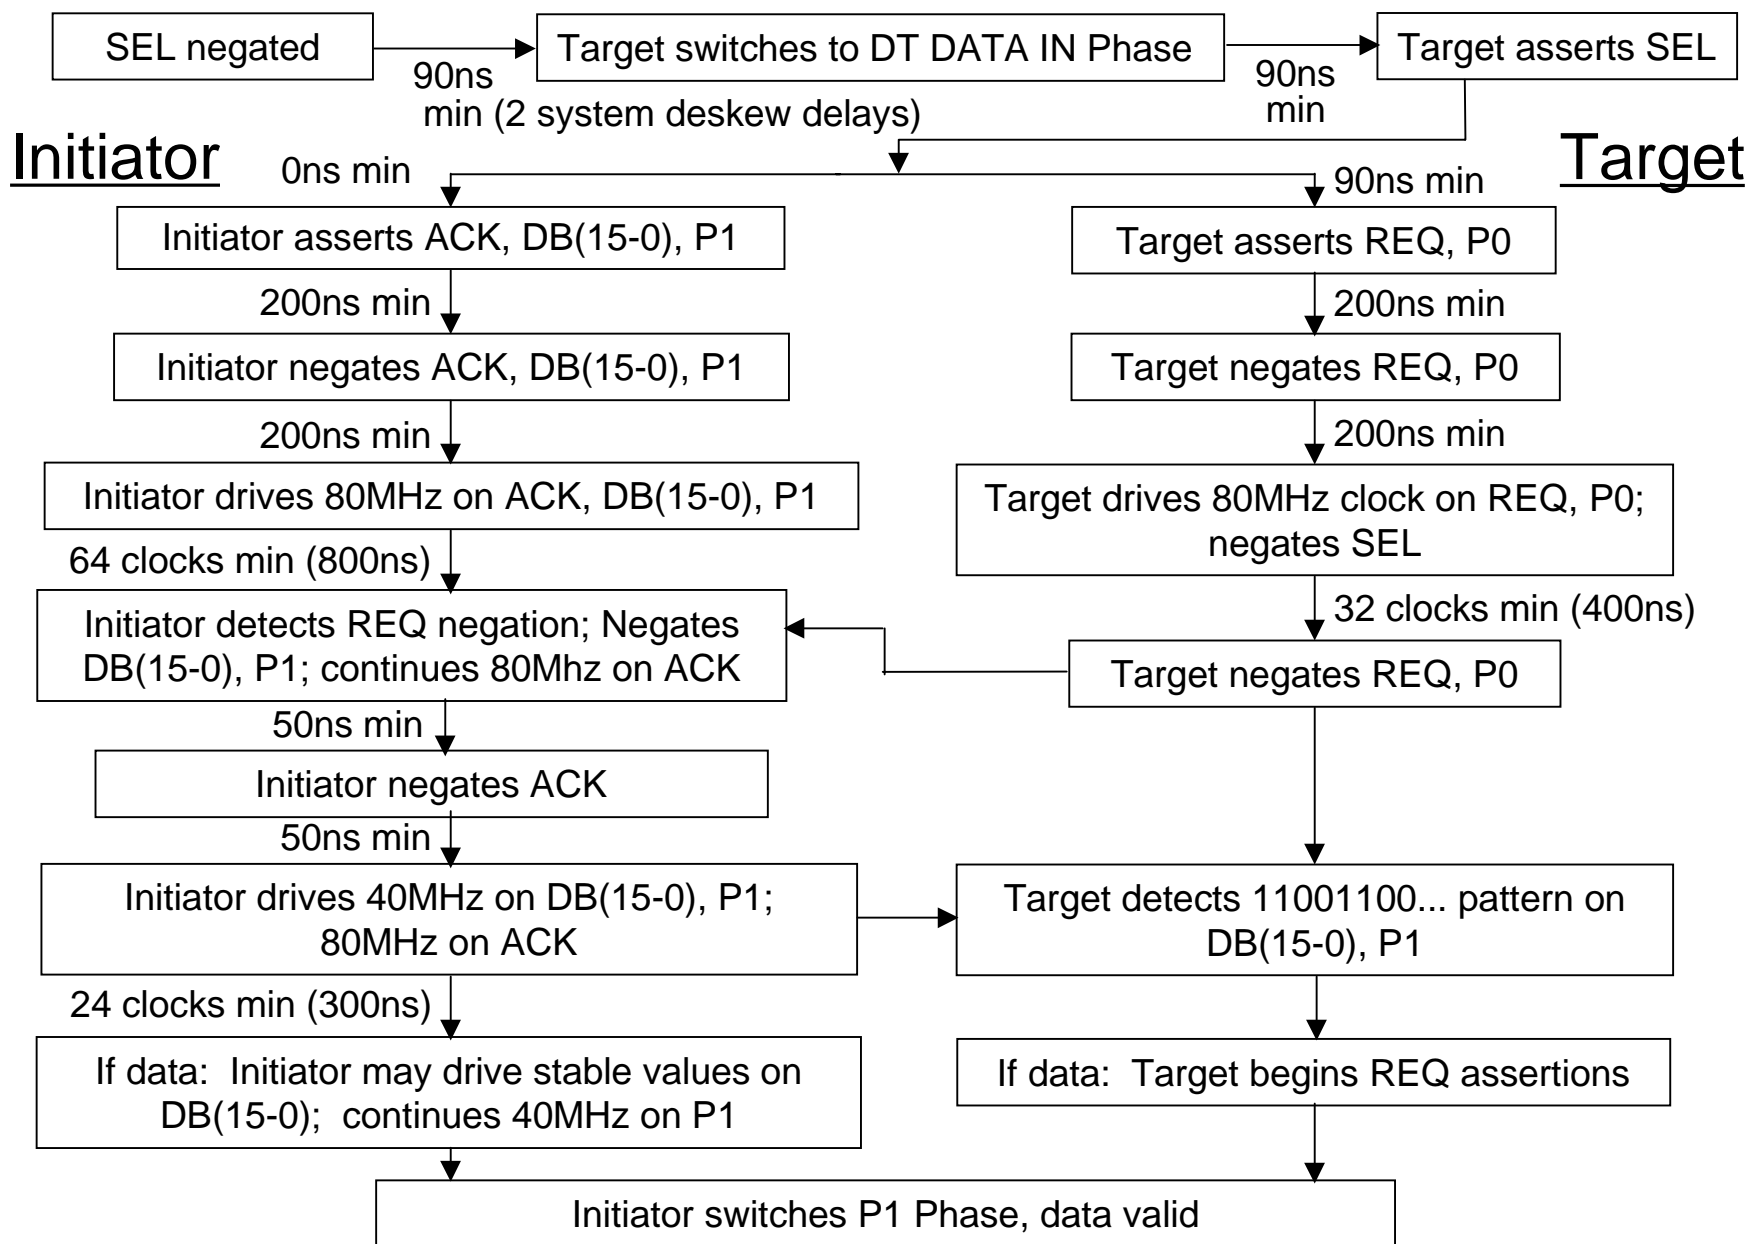 SEL negated
Target switches to DT DATA IN Phase
Target asserts SEL
90ns
min (2 system deskew delays)
90ns
min
Initiator
Target
0ns min
90ns min
Initiator asserts ACK, DB(15-0), P1
Target asserts REQ, P0
200ns min
200ns min
Initiator negates ACK, DB(15-0), P1
Target negates REQ, P0
200ns min
200ns min
Initiator drives 80MHz on ACK, DB(15-0), P1
Target drives 80MHz clock on REQ, P0;
negates SEL
64 clocks min (800ns)
32 clocks min (400ns)
Initiator detects REQ negation; Negates
DB(15-0), P1; continues 80Mhz on ACK
Target negates REQ, P0
50ns min
Initiator negates ACK
50ns min
Initiator drives 40MHz on DB(15-0), P1;
80MHz on ACK
Target detects 11001100... pattern on
DB(15-0), P1
24 clocks min (300ns)
If data:  Initiator may drive stable values on
DB(15-0);  continues 40MHz on P1
If data:  Target begins REQ assertions
Initiator switches P1 Phase, data valid